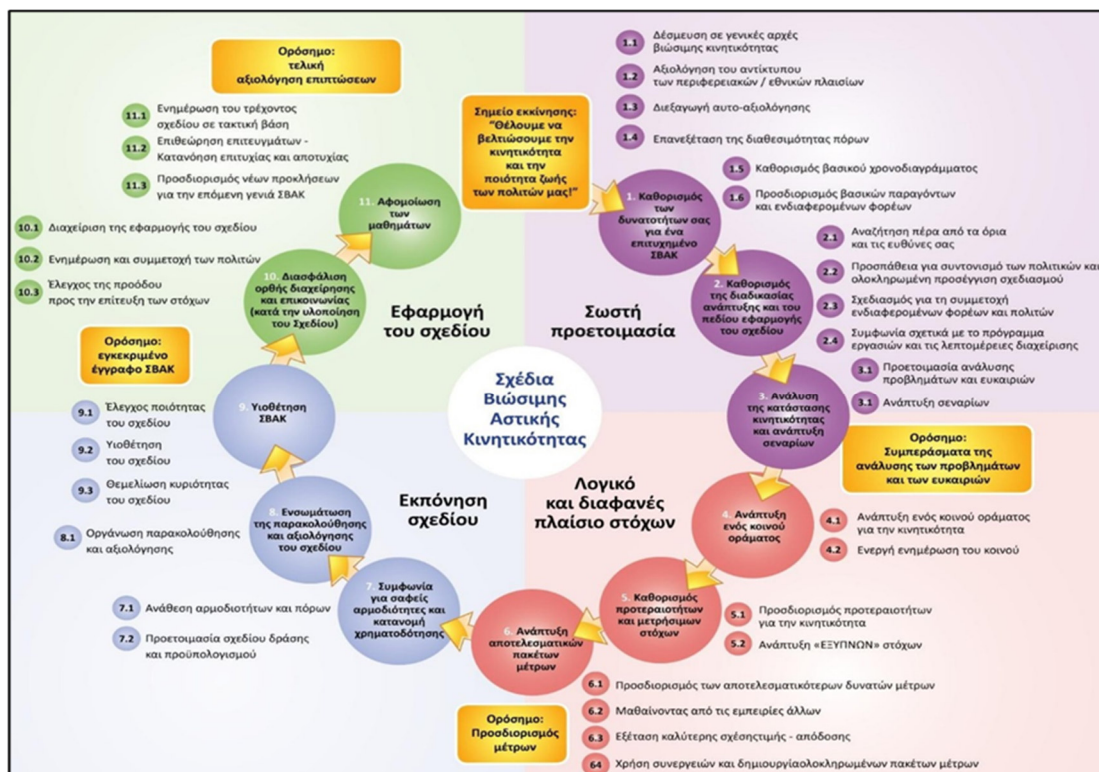 Ορόσημο:
τελική
αξιολόγηση επιπτώσεων
11.1 Ενημέρωση του τρέχοντος
σχεδίου σε τακτική βάση
11.2 Επιθεώρηση επιτευγμάτων -
Κατανόηση επιτυχίας και αποτυχίας
11.3 Προσδιορισμός νέων προκλήσεων
για την επόμενη γενιά ΣΒΑΚ
Σημείο εκκίνησης:
"Θέλουμε να
βελτιώσουμε την
κινητικότητα
και την
ποιότητα ζωής
των πολιτών μας!"
1.1 Δέσμευση σε γενικές αρχές
βιώσιμης κινητικότητας
1.2 Αξιολόγηση του αντίκτυπου
των περιφερειακών / εθνικών πλαισίων
1.3 Διεξαγωγή αυτο-αξιολόγησης
1.4 Επανεξέταση της διαθεσιμότητας πόρων
1.5 Καθορισμός βασικού χρονοδιαγράμματος
1.6 Προσδιορισμός βασικών παραγόντων
και ενδιαφερομένων φορέων
1. Καθορισμός
των
δυνατοτήτων σας
για ένα
επιτυχημένο
ΣΒΑΚ
2.1 Αναζήτηση πέρα από τα όρια
και τις ευθύνες σας
2.2 Προσπάθεια για συντονισμό των πολιτικών και
ολοκληρωμένη προσέγγιση σχεδιασμού
2.3 Σχεδιασμός για τη συμμετοχή
ενδιαφερομένων φορέων και πολιτών
2.4 Συμφωνία σχετικά με το πρόγραμμα
εργασιών και τις λεπτομέρειες διαχείρισης
2. Καθορισμός
της διαδικασίας
ανάπτυξης και του
πεδίου εφαρμογής
του σχεδίου
3.1 Προετοιμασία ανάλυσης
προβλημάτων και ευκαιριών
3.1 Ανάπτυξη σεναρίων
3. Ανάλυση
της κατάστασης
κινητικότητας
και ανάπτυξη
σεναρίων
Ορόσημο:
Συμπεράσματα της
ανάλυσης των προβλημάτων
και των ευκαιριών
11. Αφομοίωση
των
μαθημάτων
10.1 Διαχείριση της εφαρμογής του σχεδίου
10.2 Ενημέρωση και συμμετοχή των πολιτών
10.3 Έλεγχος της προόδου
προς την επίτευξη των στόχων
10. Διασφάλιση
ορθής διαχείρησης
και επικοινωνίας
(κατά την υλοποίηση
του Σχεδίου)
Εφαρμογή
του σχεδίου
Σωστή
προετοιμασία
Ορόσημο:
εγκεκριμένο
έγγραφο ΣΒΑΚ
9.1 Έλεγχος ποιότητας
του σχεδίου
9.2 Υιοθέτηση
του σχεδίου
9.3 Θεμελίωση κυριότητας
του σχεδίου
9. Υιοθέτηση
ΣΒΑΚ
Σχέδια
Βιώσιμης
Αστικής
Κινητικότητας
Εκπόνηση
σχεδίου
Λογικό
και διαφανές
πλαίσιο στόχων
4. Ανάπτυξη
ενός κοινού
οράματος
4.1 Ανάπτυξη ενός κοινού οράματος
για την κινητικότητα
4.2 Ενεργή ενημέρωση του κοινού
8. Ενσωμάτωση
της παρακολούθησης
και αξιολόγησης
του σχεδίου
8.1 Οργάνωση παρακολούθησης
και αξιολόγησης
7. Συμφωνία
για σαφείς
αρμοδιότητες και
κατανομή
χρηματοδότησης
7.1 Ανάθεση αρμοδιοτήτων και πόρων
7.2 Προετοιμασία σχεδίου δράσης
και προϋπολογισμού
5. Καθορισμός
προτεραιοτήτων
και μετρήσιμων
στόχων
5.1 Προσδιορισμός προτεραιοτήτων
για την κινητικότητα
5.2 Ανάπτυξη «ΕΞΥΠΝΩΝ» στόχων
6. Ανάπτυξη
αποτελεσματικών
πακέτων
μέτρων
6.1 Προσδιορισμός των αποτελεσματικότερων δυνατών μέτρων
6.2 Μαθαίνοντας από τις εμπειρίες άλλων
6.3 Εξέταση καλύτερης σχέσηςτιμής - απόδοσης
64 Χρήση συνεργειών και δημιουργίαολοκληρωμένων πακέτων μέτρων
Ορόσημο:
Προσδιορισμός
μέτρων